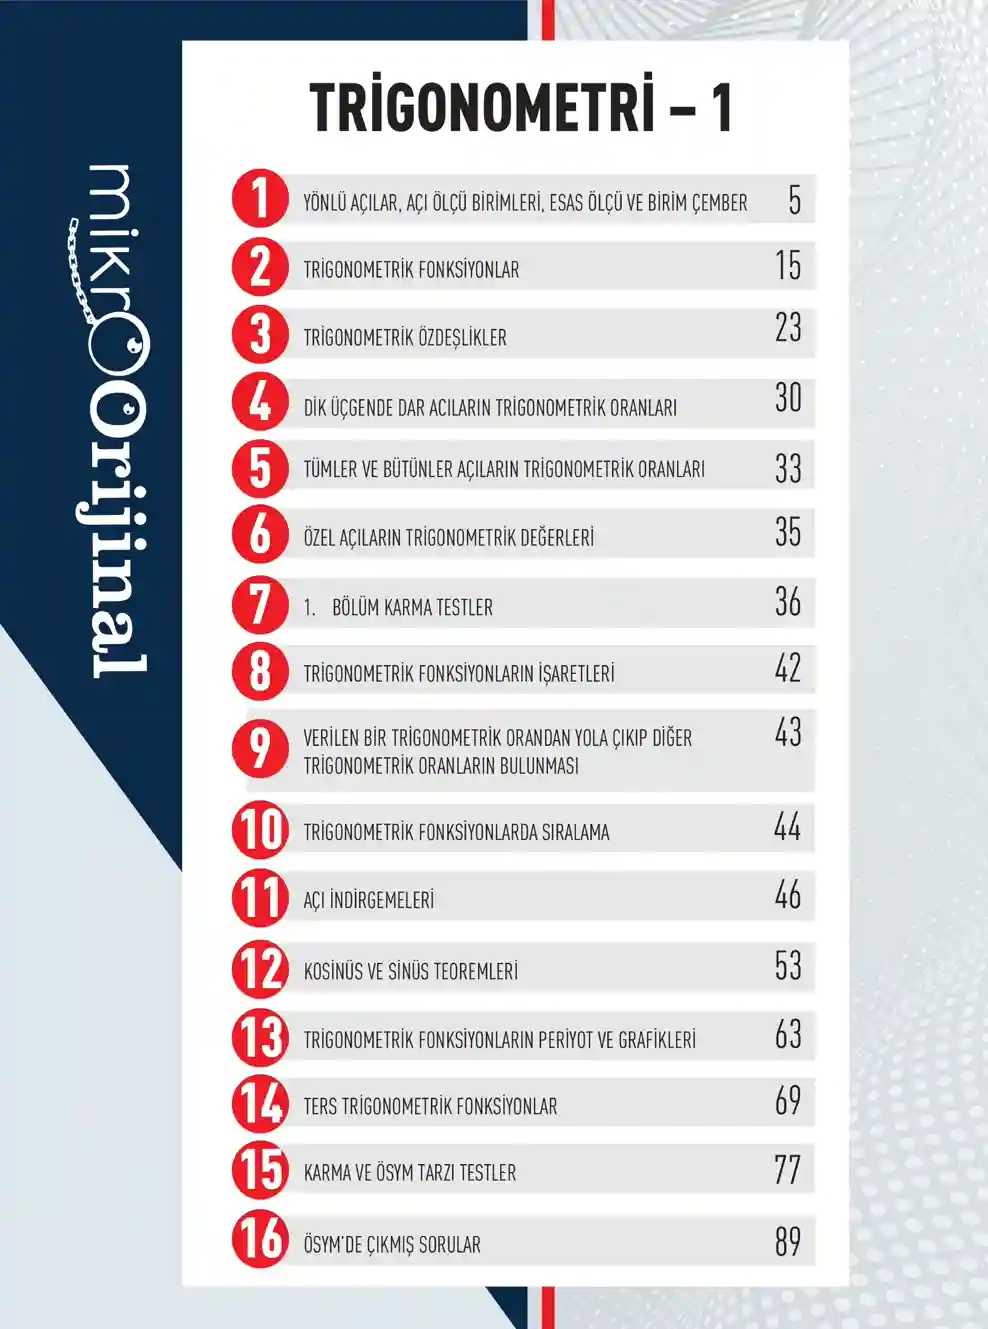 TRİGONOMETRİ – 1
mikro Orijinal
1 YÖNLÜ AÇILAR, AÇI ÖLÇÜ BİRİMLERİ, ESAS ÖLÇÜ VE BİRİM ÇEMBER 5
2 TRİGONOMETRİK FONKSİYONLAR 15
3 TRİGONOMETRİK ÖZDEŞLİKLER 23
4 DİK ÜÇGENDE DAR ACILARIN TRİGONOMETRİK ORANLARI 30
5 TÜMLER VE BÜTÜNLER AÇILARIN TRİGONOMETRİK ORANLARI 33
6 ÖZEL AÇILARIN TRİGONOMETRİK DEĞERLERİ 35
7 1. BÖLÜM KARMA TESTLER 36
8 TRİGONOMETRİK FONKSİYONLARIN İŞARETLERİ 42
9 VERİLEN BİR TRİGONOMETRİK ORANDAN YOLA ÇIKIP DİĞER 43
TRİGONOMETRİK ORANLARIN BULUNMASI
10 TRİGONOMETRİK FONKSİYONLARDA SIRALAMA 44
11 AÇI İNDİRGEMELERİ 46
12 KOSİNÜS VE SİNÜS TEOREMLERİ 53
13 TRİGONOMETRİK FONKSİYONLARIN PERİYOT VE GRAFİKLERİ 63
14 TERS TRİGONOMETRİK FONKSİYONLAR 69
15 KARMA VE ÖSYM TARZI TESTLER 77
16 ÖSYM'DE ÇIKMIŞ SORULAR 89